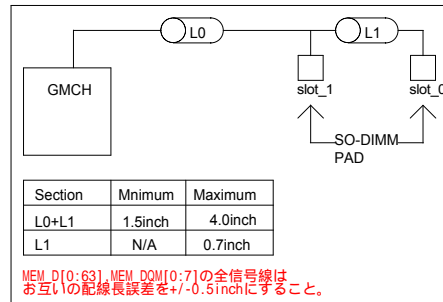 L0
L1
GMCH
slot_1
slot_0
SO-DIMM
PAD
Section Mnimum Maximum
L0+L1 1.5inch 4.0inch
L1 N/A 0.7inch
MEM_D[0:63],MEM_DQM[0:7]の全信号線は
お互いの配線長誤差を+/-0.5inchにすること。